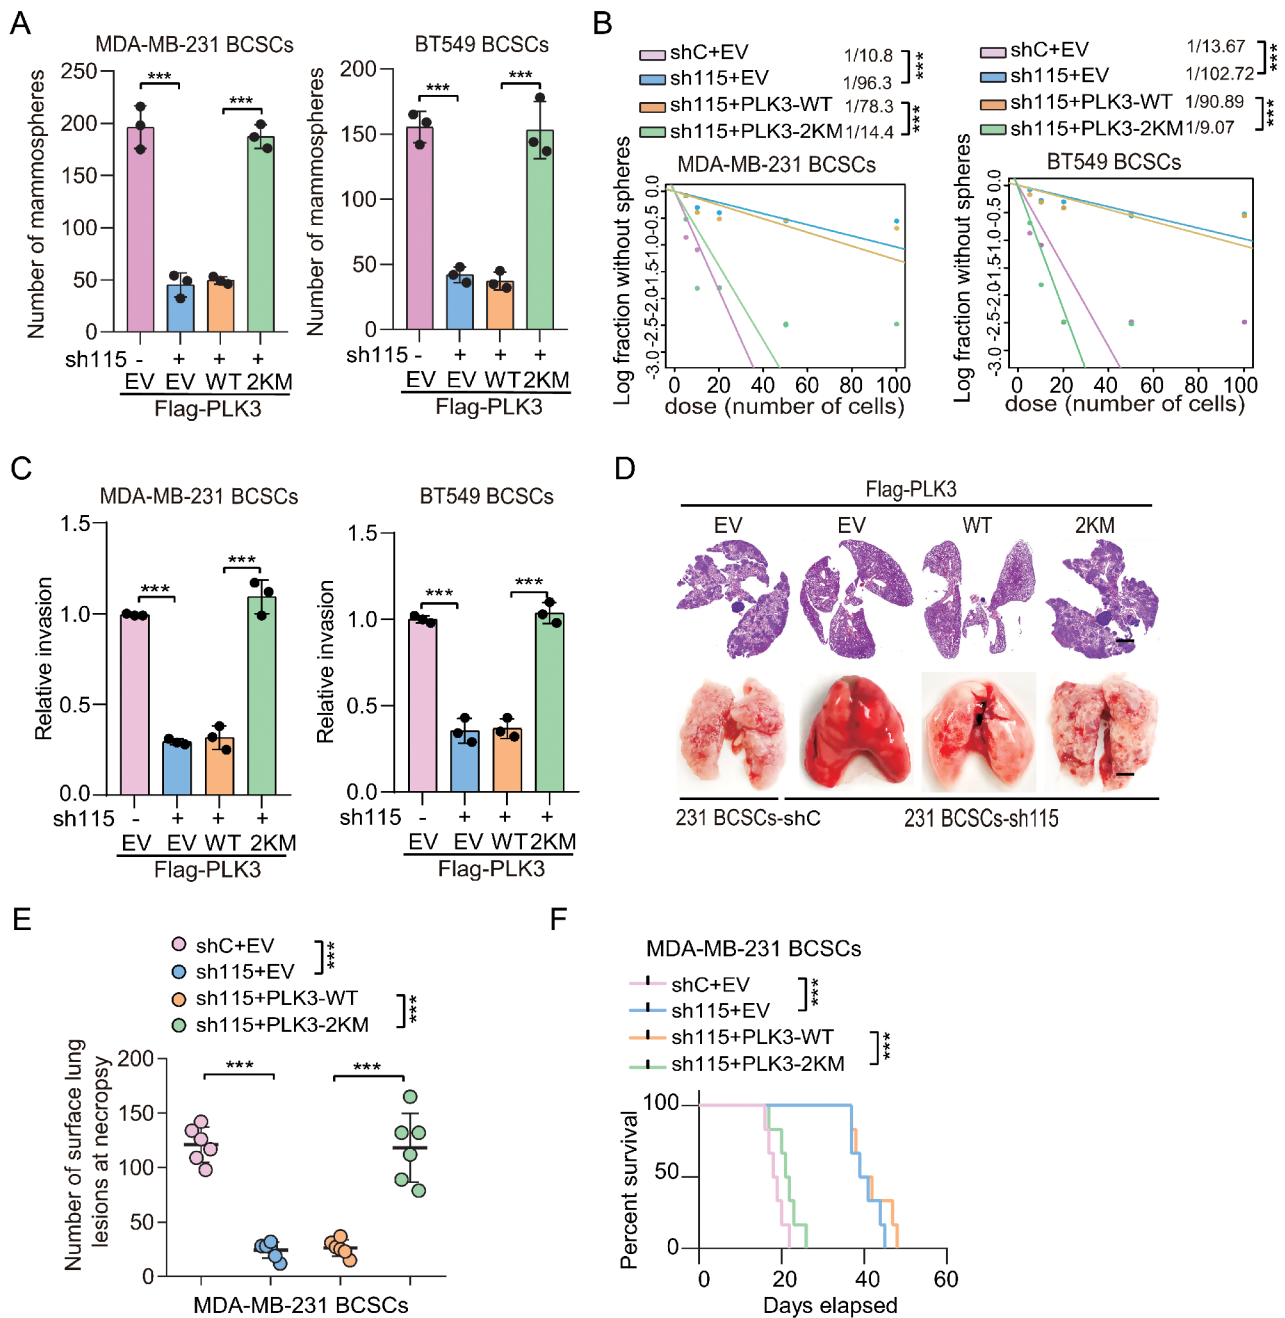 A
MDA-MB-231 BCSCs
BT549 BCSCs
Number of mammospheres
250
200
150
100
50
0
Number of mammospheres
200
150
100
50
0
***
***
***
***
sh115 - + + +
EV EV WT 2KM
Flag-PLK3
- + + +
EV EV WT 2KM
Flag-PLK3
B
shC+EV 1/10.8
sh115+EV 1/96.3
sh115+PLK3-WT 1/78.3
sh115+PLK3-2KM 1/14.4
***
***
MDA-MB-231 BCSCs
Log fraction without spheres
0.0
-0.5
-1.0
-1.5
-2.0
-2.5
-3.0
0 20 40 60 80 100
dose (number of cells)
shC+EV 1/13.67
sh115+EV 1/102.72
sh115+PLK3-WT 1/90.89
sh115+PLK3-2KM 1/9.07
***
***
BT549 BCSCs
Log fraction without spheres
0.0
-0.5
-1.0
-1.5
-2.0
-2.5
-3.0
0 20 40 60 80 100
dose (number of cells)
C
MDA-MB-231 BCSCs
BT549 BCSCs
Relative invasion
1.5
1.0
0.5
0.0
Relative invasion
1.5
1.0
0.5
0.0
***
***
***
***
sh115 - + + +
EV EV WT 2KM
Flag-PLK3
sh115 - + + +
EV EV WT 2KM
Flag-PLK3
D
Flag-PLK3
EV EV WT 2KM
231 BCSCs-shC
231 BCSCs-sh115
E
shC+EV
sh115+EV
sh115+PLK3-WT
sh115+PLK3-2KM
***
***
Number of surface lung
lesions at necropsy
200
150
100
50
0
***
***
MDA-MB-231 BCSCs
F
MDA-MB-231 BCSCs
shC+EV
sh115+EV
sh115+PLK3-WT
sh115+PLK3-2KM
***
***
Percent survival
100
50
0
0 20 40 60
Days elapsed